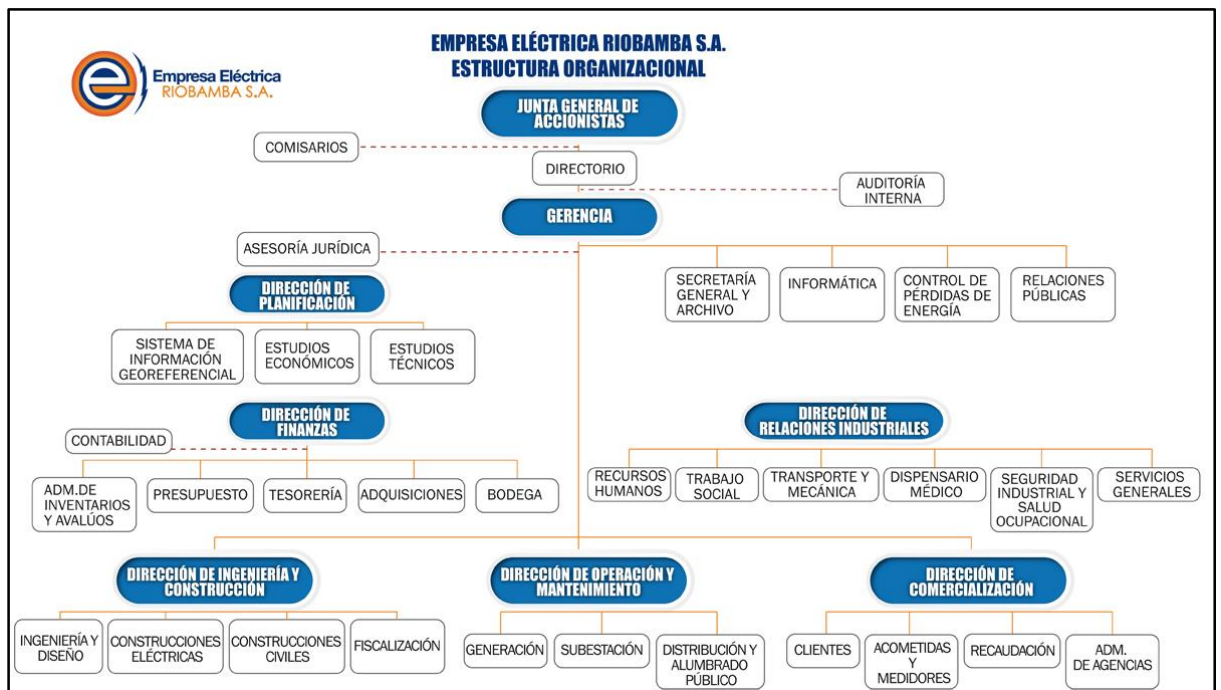 EMPRESA ELÉCTRICA RIOBAMBA S.A.
ESTRUCTURA ORGANIZACIONAL
Empresa Eléctrica
RIOBAMBA S.A.
JUNTA GENERAL DE
ACCIONISTAS
COMISARIOS
DIRECTORIO
AUDITORÍA
INTERNA
GERENCIA
ASESORÍA JURÍDICA
SECRETARÍA
GENERAL Y
ARCHIVO
INFORMÁTICA
CONTROL DE
PÉRDIDAS DE
ENERGÍA
RELACIONES
PÚBLICAS
DIRECCIÓN DE
PLANIFICACIÓN
SISTEMA DE
INFORMACIÓN
GEOREFERENCIAL
ESTUDIOS
ECONÓMICOS
ESTUDIOS
TÉCNICOS
DIRECCIÓN DE
FINANZAS
CONTABILIDAD
ADM.DE
INVENTARIOS
Y AVALÚOS
PRESUPUESTO
TESORERÍA
ADQUISICIONES
BODEGA
DIRECCIÓN DE
RELACIONES INDUSTRIALES
RECURSOS
HUMANOS
TRABAJO
SOCIAL
TRANSPORTE Y
MECÁNICA
DISPENSARIO
MÉDICO
SEGURIDAD
INDUSTRIAL Y
SALUD
OCUPACIONAL
SERVICIOS
GENERALES
DIRECCIÓN DE INGENIERÍA Y
CONSTRUCCIÓN
INGENIERÍA Y
DISEÑO
CONSTRUCCIONES
ELÉCTRICAS
CONSTRUCCIONES
CIVILES
FISCALIZACIÓN
DIRECCIÓN DE OPERACIÓN Y
MANTENIMIENTO
GENERACIÓN
SUBESTACIÓN
DISTRIBUCIÓN Y
ALUMBRADO
PÚBLICO
DIRECCIÓN DE
COMERCIALIZACIÓN
CLIENTES
ACOMETIDAS
Y
MEDIDORES
RECAUDACIÓN
ADM.
DE AGENCIAS